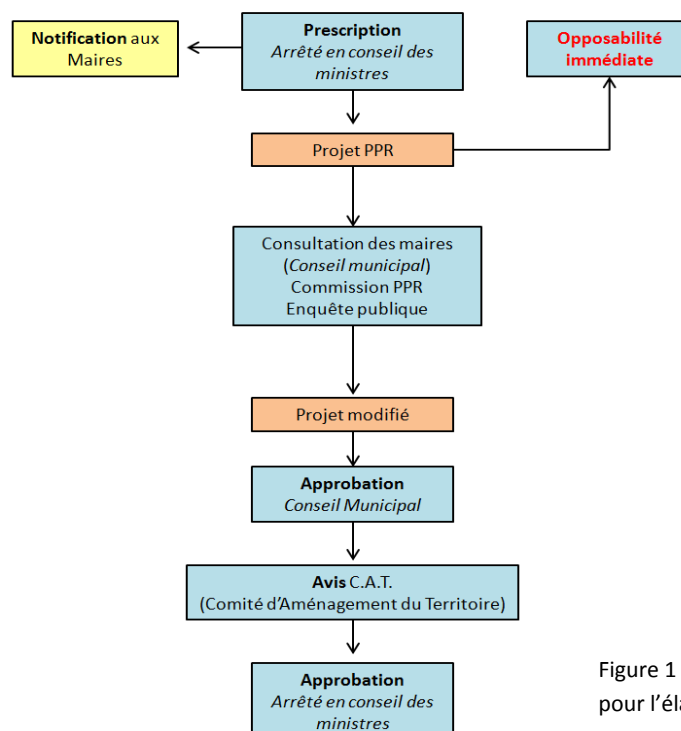 Notification aux
Maires
Prescription
Arrêté en conseil des
ministres
Opposabilité
immédiate
Projet PPR
Consultation des maires
(Conseil municipal)
Commission PPR
Enquête publique
Projet modifié
Approbation
Conseil Municipal
Avis C.A.T.
(Comité d'Aménagement du Territoire)
Approbation
Arrêté en conseil des
ministres
Figure 1
pour l'éla